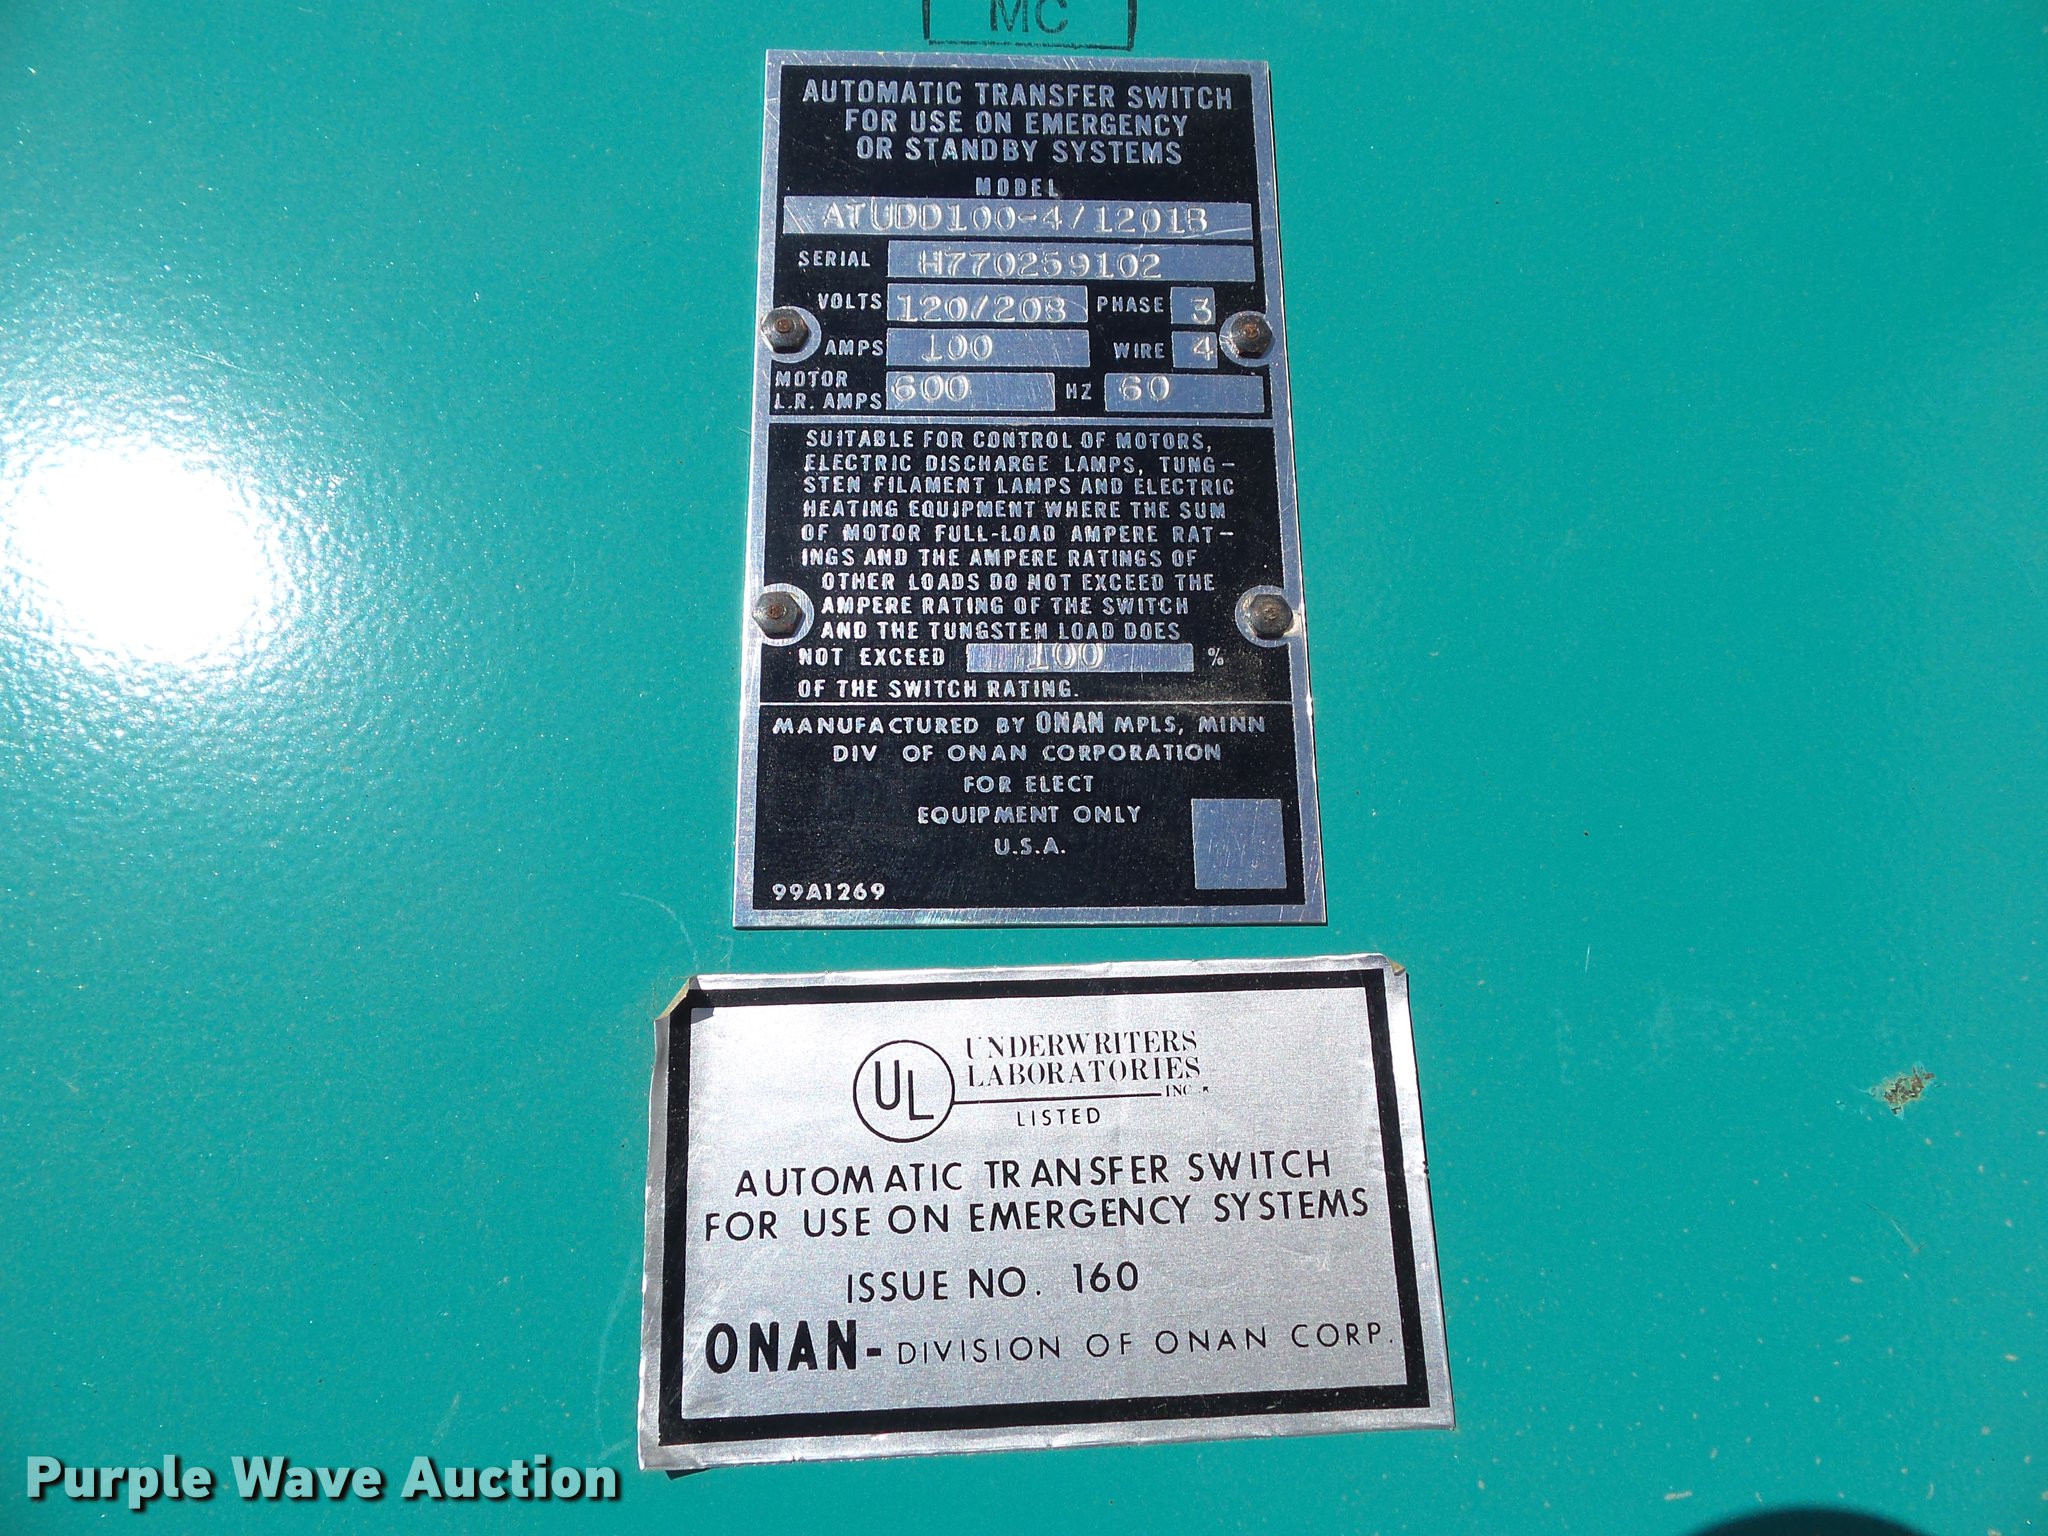 MC
AUTOMATIC TRANSFER SWITCH
FOR USE ON EMERGENCY
OR STANDBY SYSTEMS
MODEL
ATUDD100-4/1201B
SERIAL H770259102
VOLTS 120/208 PHASE 3
AMPS 100 WIRE 4
MOTOR
L.R. AMPS 600 HZ 60
SUITABLE FOR CONTROL OF MOTORS,
ELECTRIC DISCHARGE LAMPS, TUNG-
STEN FILAMENT LAMPS AND ELECTRIC
HEATING EQUIPMENT WHERE THE SUM
OF MOTOR FULL-LOAD AMPERE RAT-
INGS AND THE AMPERE RATINGS OF
OTHER LOADS DO NOT EXCEED THE
AMPERE RATING OF THE SWITCH
AND THE TUNGSTEN LOAD DOES
NOT EXCEED 100 %
OF THE SWITCH RATING.
MANUFACTURED BY ONAN MPLS, MINN
DIV OF ONAN CORPORATION
FOR ELECT
EQUIPMENT ONLY
U.S.A.
99A1269
UL UNDERWRITERS
LABORATORIES
INC.
LISTED
AUTOMATIC TRANSFER SWITCH
FOR USE ON EMERGENCY SYSTEMS
ISSUE NO. 160
ONAN- DIVISION OF ONAN CORP.
Purple Wave Auction